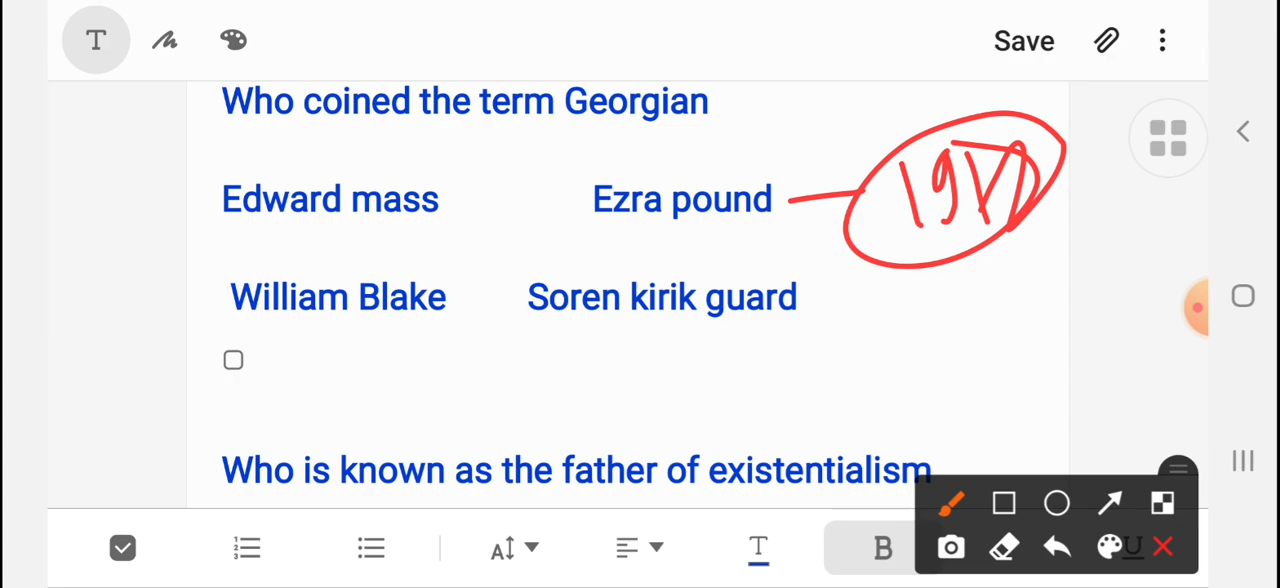 T Save
Who coined the term Georgian
Edward mass Ezra pound
William Blake Soren kirik guard
Who is known as the father of existentialism
A T B U